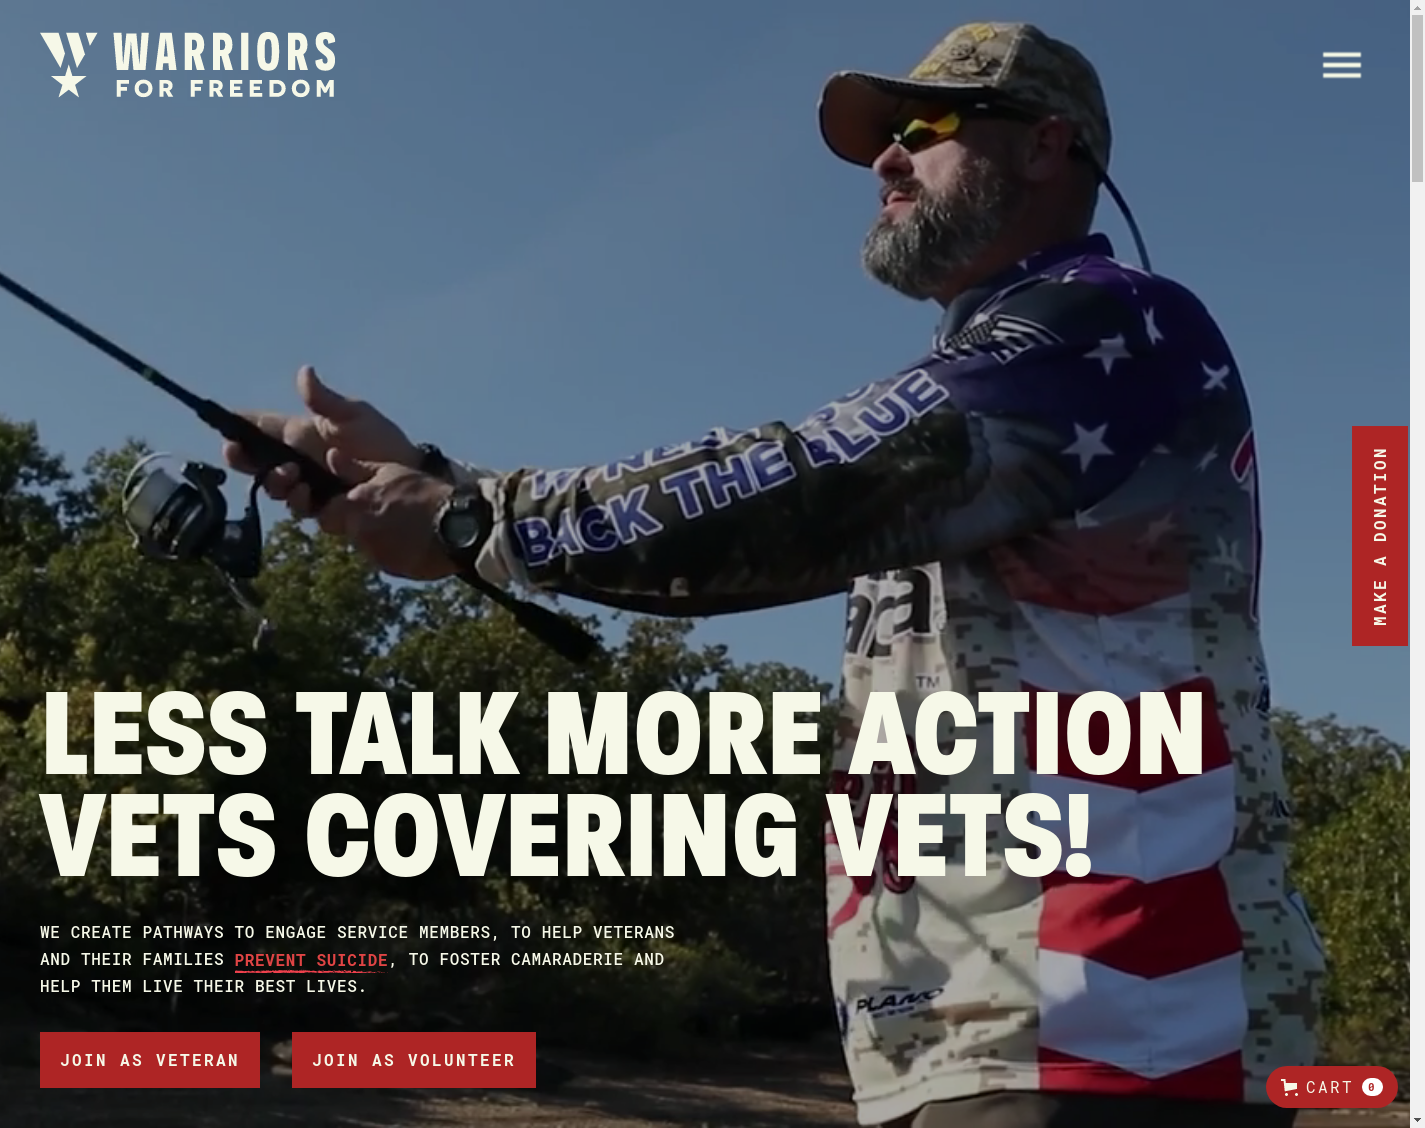 WARRIORS
FOR FREEDOM
BACK THE BLUE
MAKE A DONATION
TM
LESS TALK MORE ACTION
VETS COVERING VETS!
WE CREATE PATHWAYS TO ENGAGE SERVICE MEMBERS, TO HELP VETERANS
AND THEIR FAMILIES PREVENT SUICIDE, TO FOSTER CAMARADERIE AND
HELP THEM LIVE THEIR BEST LIVES.
PLANO
JOIN AS VETERAN
JOIN AS VOLUNTEER
CART 0